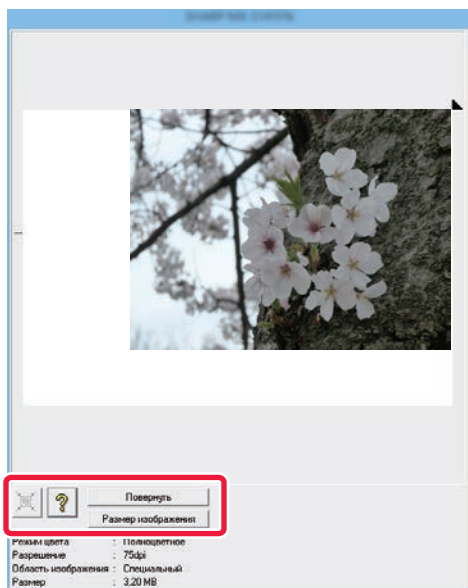 ?
Повернуть
Размер изображения
Режим цвета : Полноцветное
Разрешение : 75dpi
Область изображения : Специальный
Размер : 3,20 MB